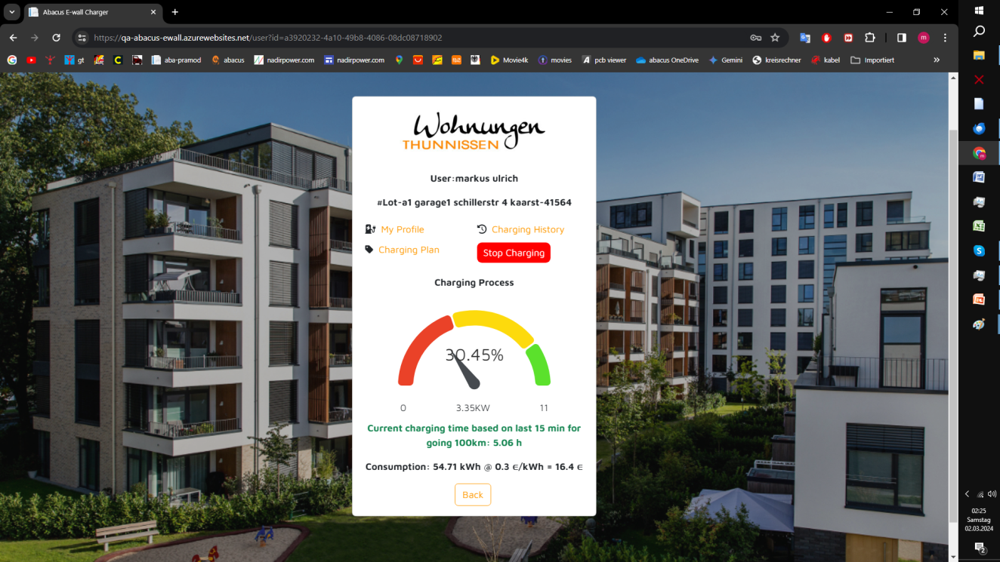 Abacus E-wall Charger
https://qa-abacus-ewall.azurewebsites.net/user?id=a3920232-4a10-49b8-4086-08dc08718902
m
gt
aba-pramod
abacus
nadirpower.com
nadirpower.com
Movie4k
movies
pcb viewer
abacus OneDrive
Gemini
kreisrechner
kabel
Importiert
Wohnungen
THUNNISSEN
User:markus ulrich
#Lot-a1 garage1 schillerstr 4 kaarst-41564
My Profile
Charging History
Charging Plan
Stop Charging
Charging Process
30.45%
0 3.35KW 11
Current charging time based on last 15 min for
going 100km: 5.06 h
Consumption: 54.71 kWh @ 0.3 €/kWh = 16.4 €
Back
02:25
Samstag
02.03.2024
2